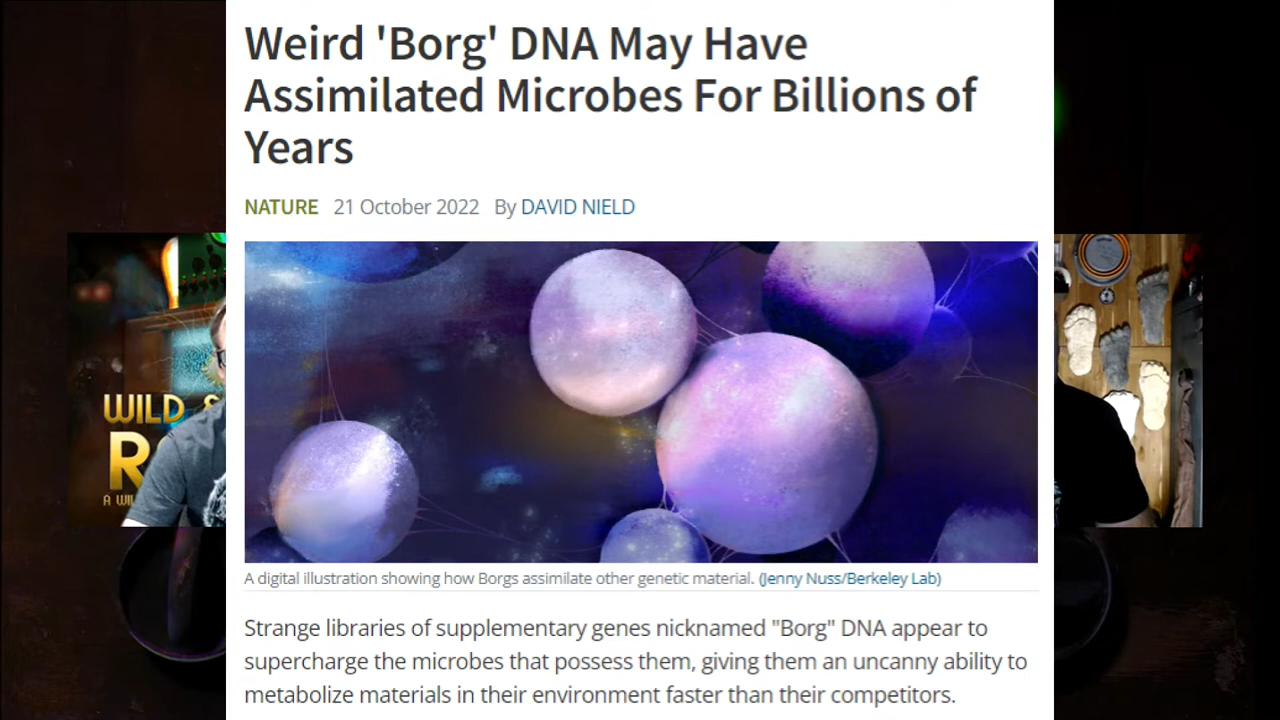 Weird 'Borg' DNA May Have
Assimilated Microbes For Billions of
Years
NATURE 21 October 2022 By DAVID NIELD
WILD &
A digital illustration showing how Borgs assimilate other genetic material. (Jenny Nuss/Berkeley Lab)
Strange libraries of supplementary genes nicknamed "Borg" DNA appear to
supercharge the microbes that possess them, giving them an uncanny ability to
metabolize materials in their environment faster than their competitors.